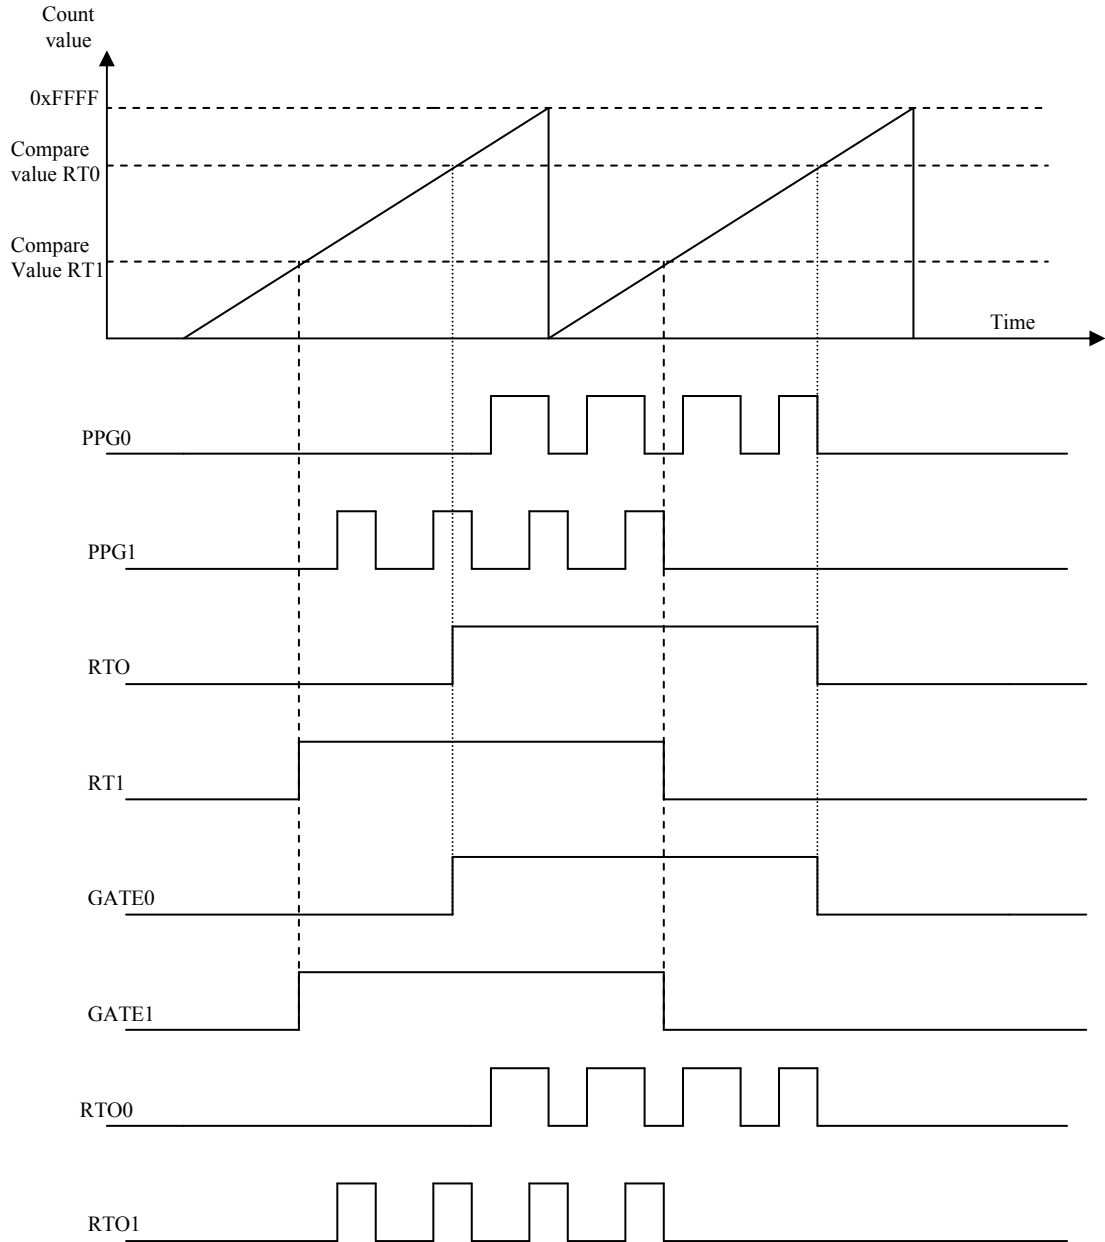 Count
value
0xFFFF
Compare
value RT0
Compare
Value RT1
Time
PPG0
PPG1
RTO
RT1
GATE0
GATE1
RTO0
RTO1